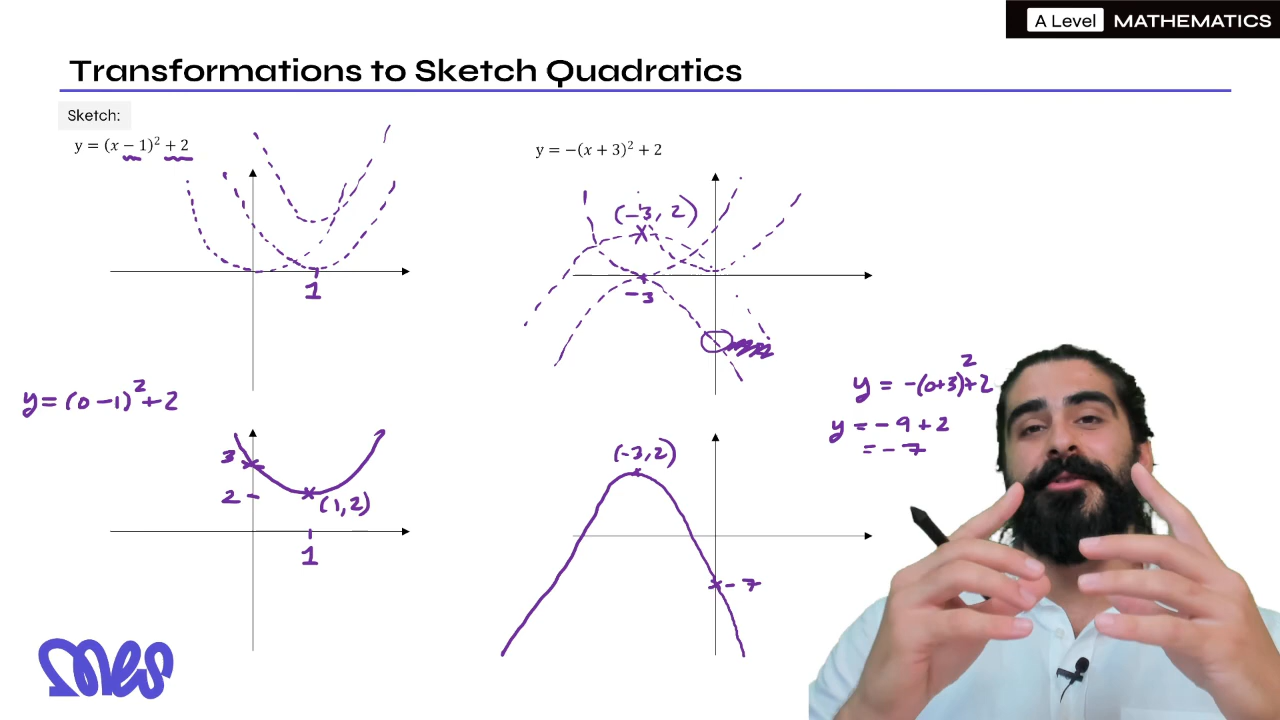 A Level MATHEMATICS
Transformations to Sketch Quadratics
Sketch:
y = (x − 1)² + 2
y = −(x + 3)² + 2
1
(-3, 2)
-3
y = (0-1)² + 2
3
2
(1,2)
1
(-3,2)
-7
y = -(0+3)² + 2
y = -9 + 2
= -7
mes